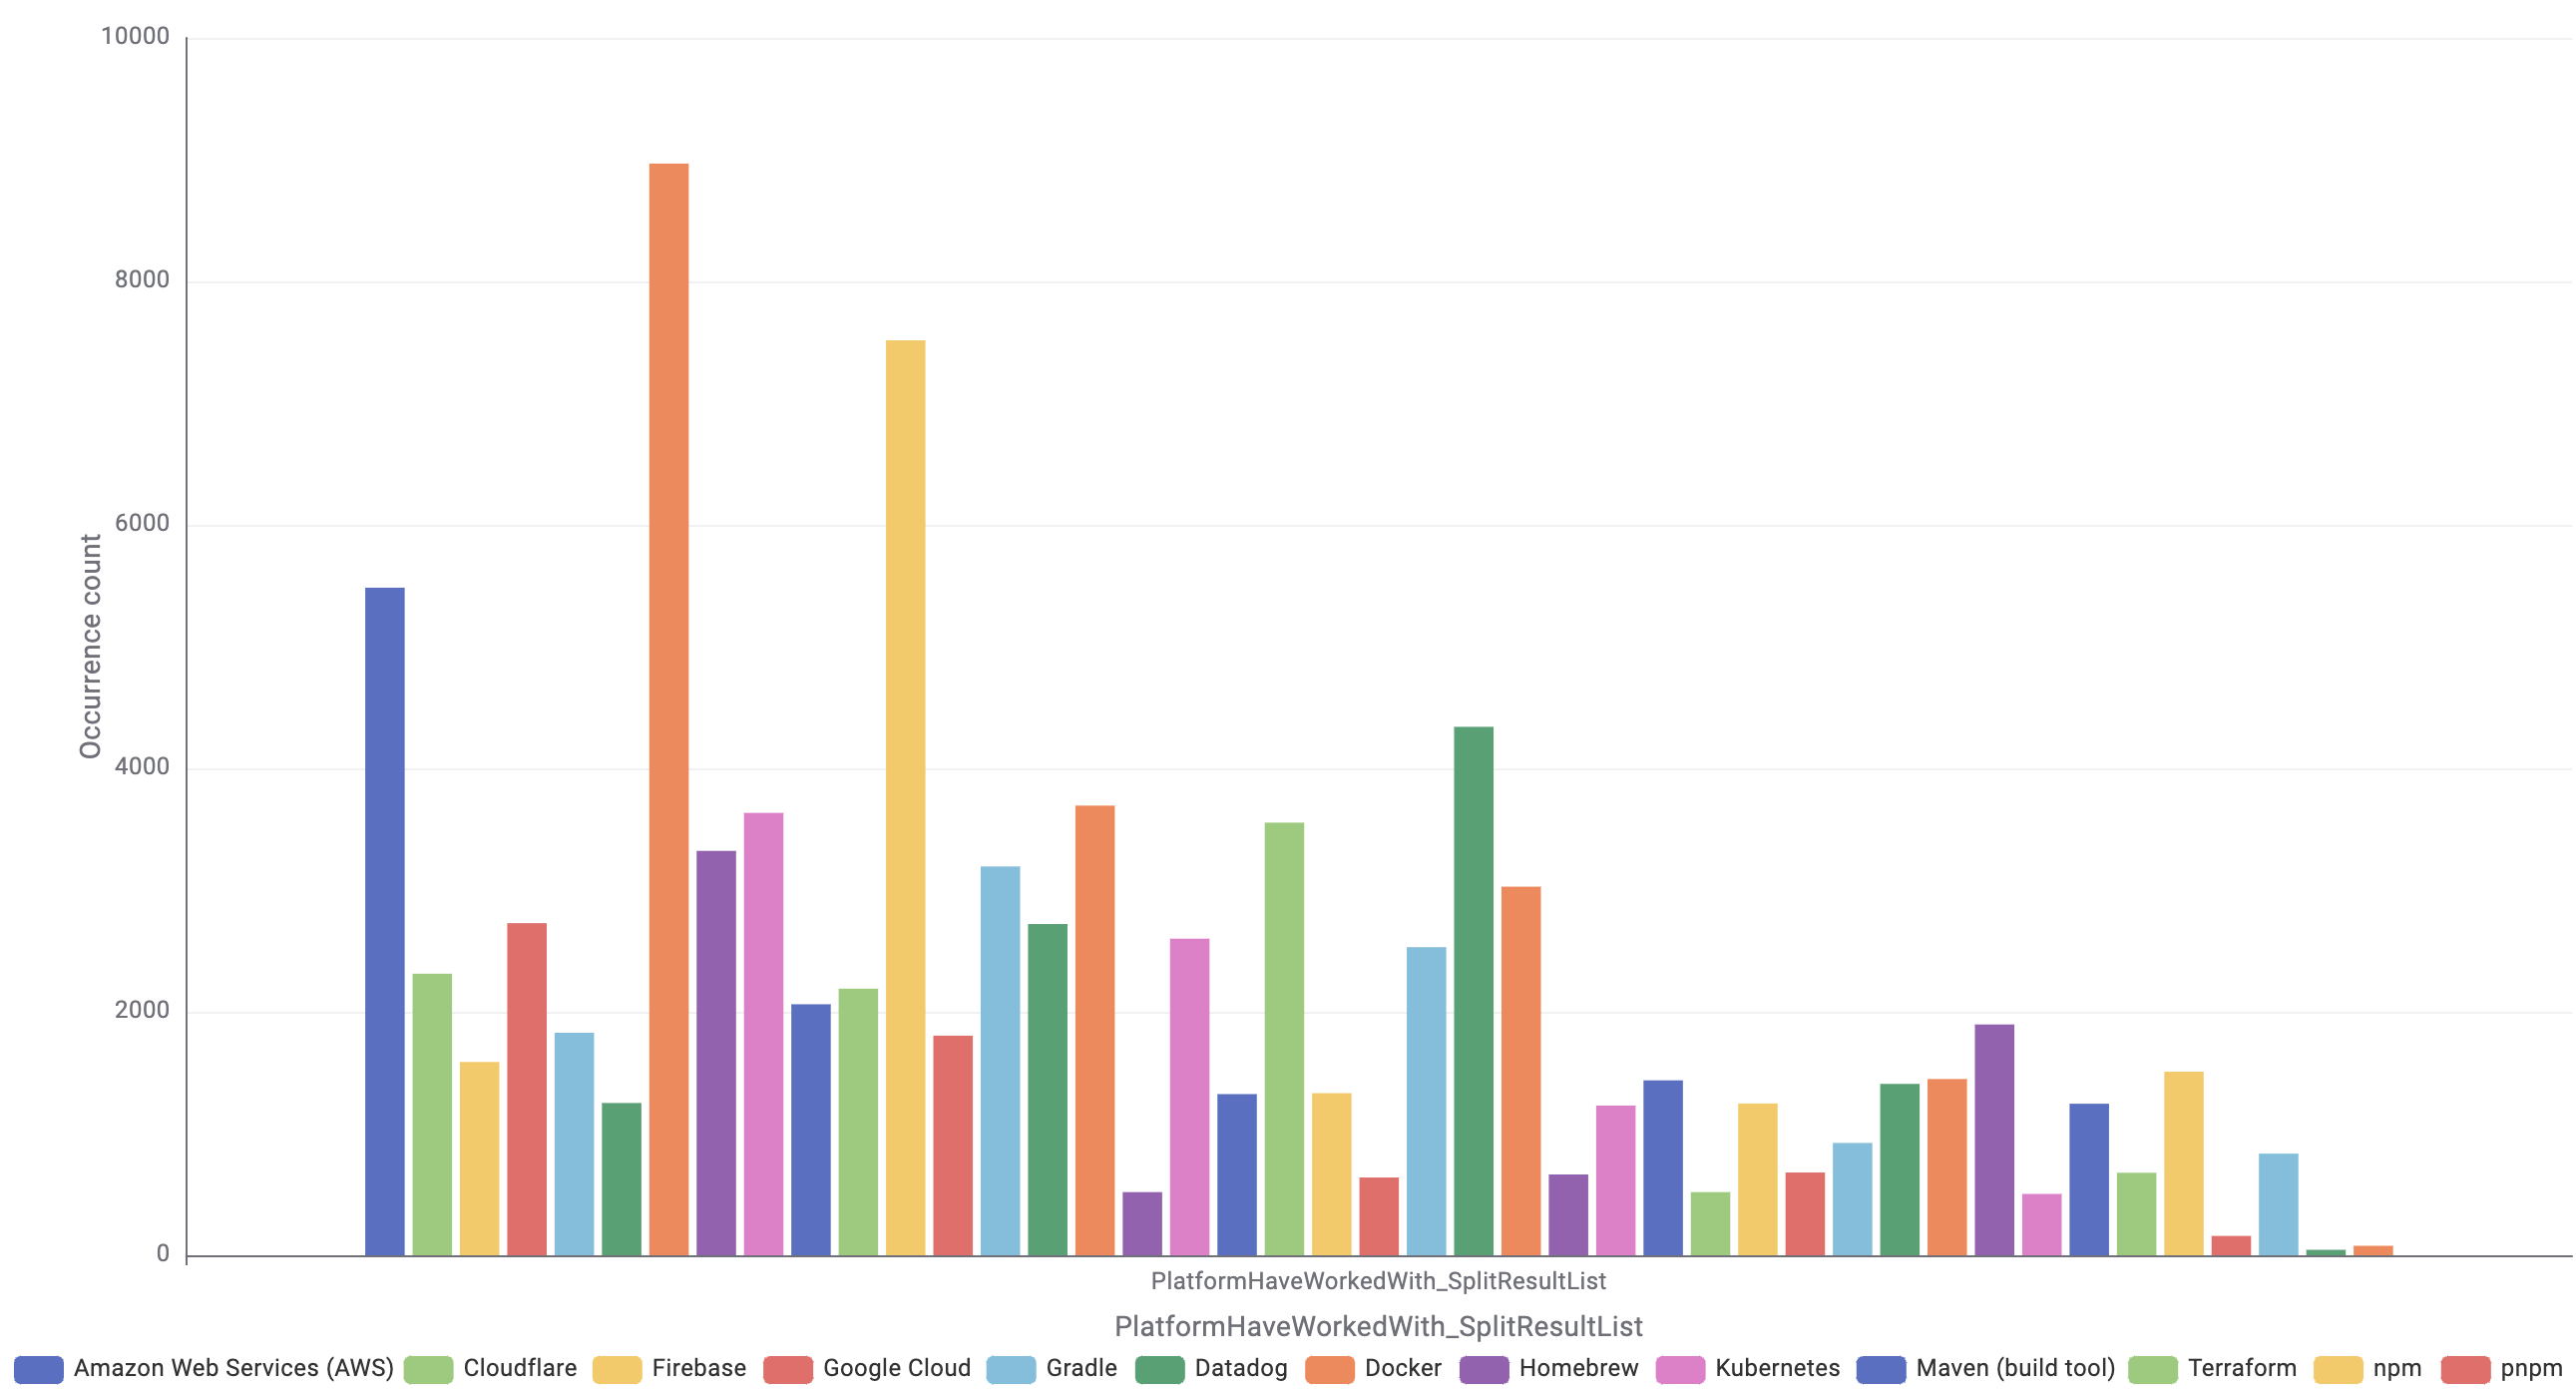 10000
8000
6000
4000
2000
0
Occurrence count
PlatformHaveWorkedWith_SplitResultList
PlatformHaveWorkedWith_SplitResultList
Amazon Web Services (AWS) Cloudflare Firebase Google Cloud Gradle Datadog Docker Homebrew Kubernetes Maven (build tool) Terraform npm pnpm